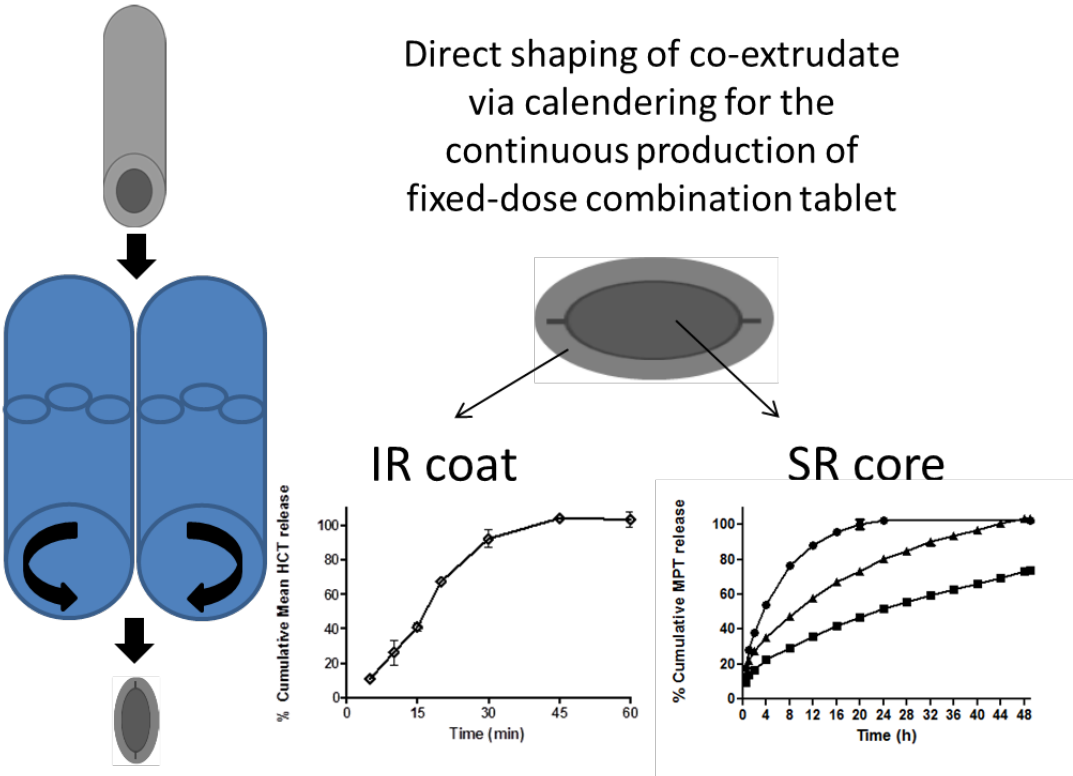 Direct shaping of co-extrudate
via calendering for the
continuous production of
fixed-dose combination tablet
IR coat
% Cumulative Mean HCT release
100
80
60
40
20
0
0 15 30 45 60
Time (min)
SR core
% Cumulative MPT release
100
80
60
40
20
0
0 4 8 12 16 20 24 28 32 36 40 44 48
Time (h)